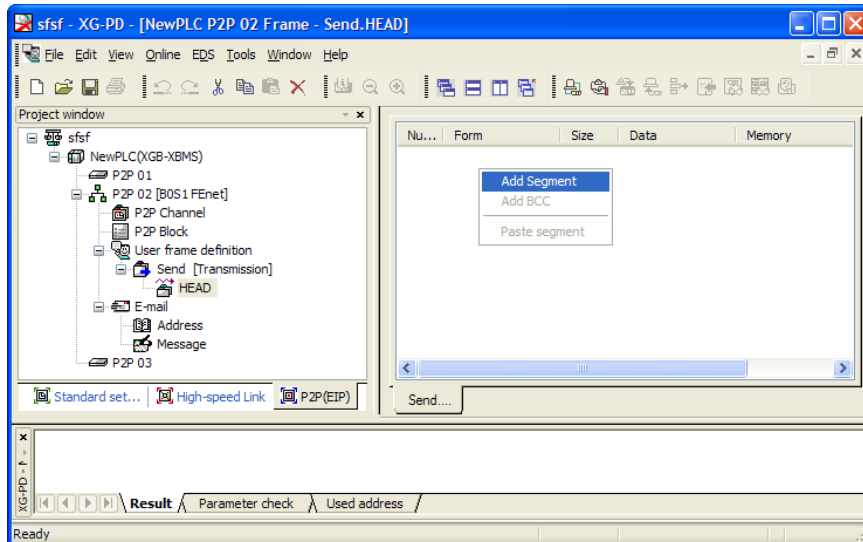 sfsf - XG-PD - [NewPLC P2P 02 Frame - Send.HEAD]
File Edit View Online EDS Tools Window Help
Project window
sfsf
NewPLC(XGB-XBMS)
P2P 01
P2P 02 [B0S1 FEnet]
P2P Channel
P2P Block
User frame definition
Send [Transmission]
HEAD
E-mail
Address
Message
P2P 03
Standard set... High-speed Link P2P(EIP)
Nu... Form Size Data Memory
Add Segment
Add BCC
Paste segment
Send....
XG-PD - f
Result Parameter check Used address
Ready